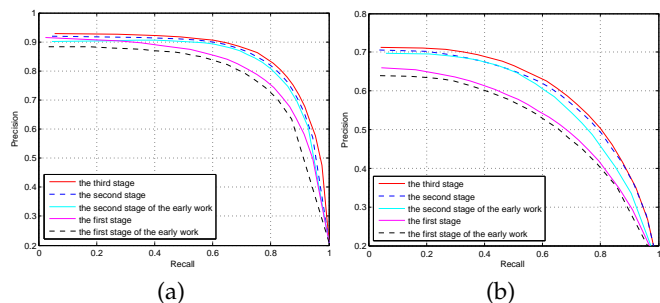 1
0.9
0.8
0.7
0.6
0.5
0.4
0.3
0.2
Precision
0
0.2
0.4
0.6
0.8
1
Recall
the third stage
the second stage
the second stage of the early work
the first stage
the first stage of the early work
(a)
0.8
0.7
0.6
0.5
0.4
0.3
0.2
Precision
0
0.2
0.4
0.6
0.8
1
Recall
the third stage
the second stage
the second stage of the early work
the first stage
the first stage of the early work
(b)